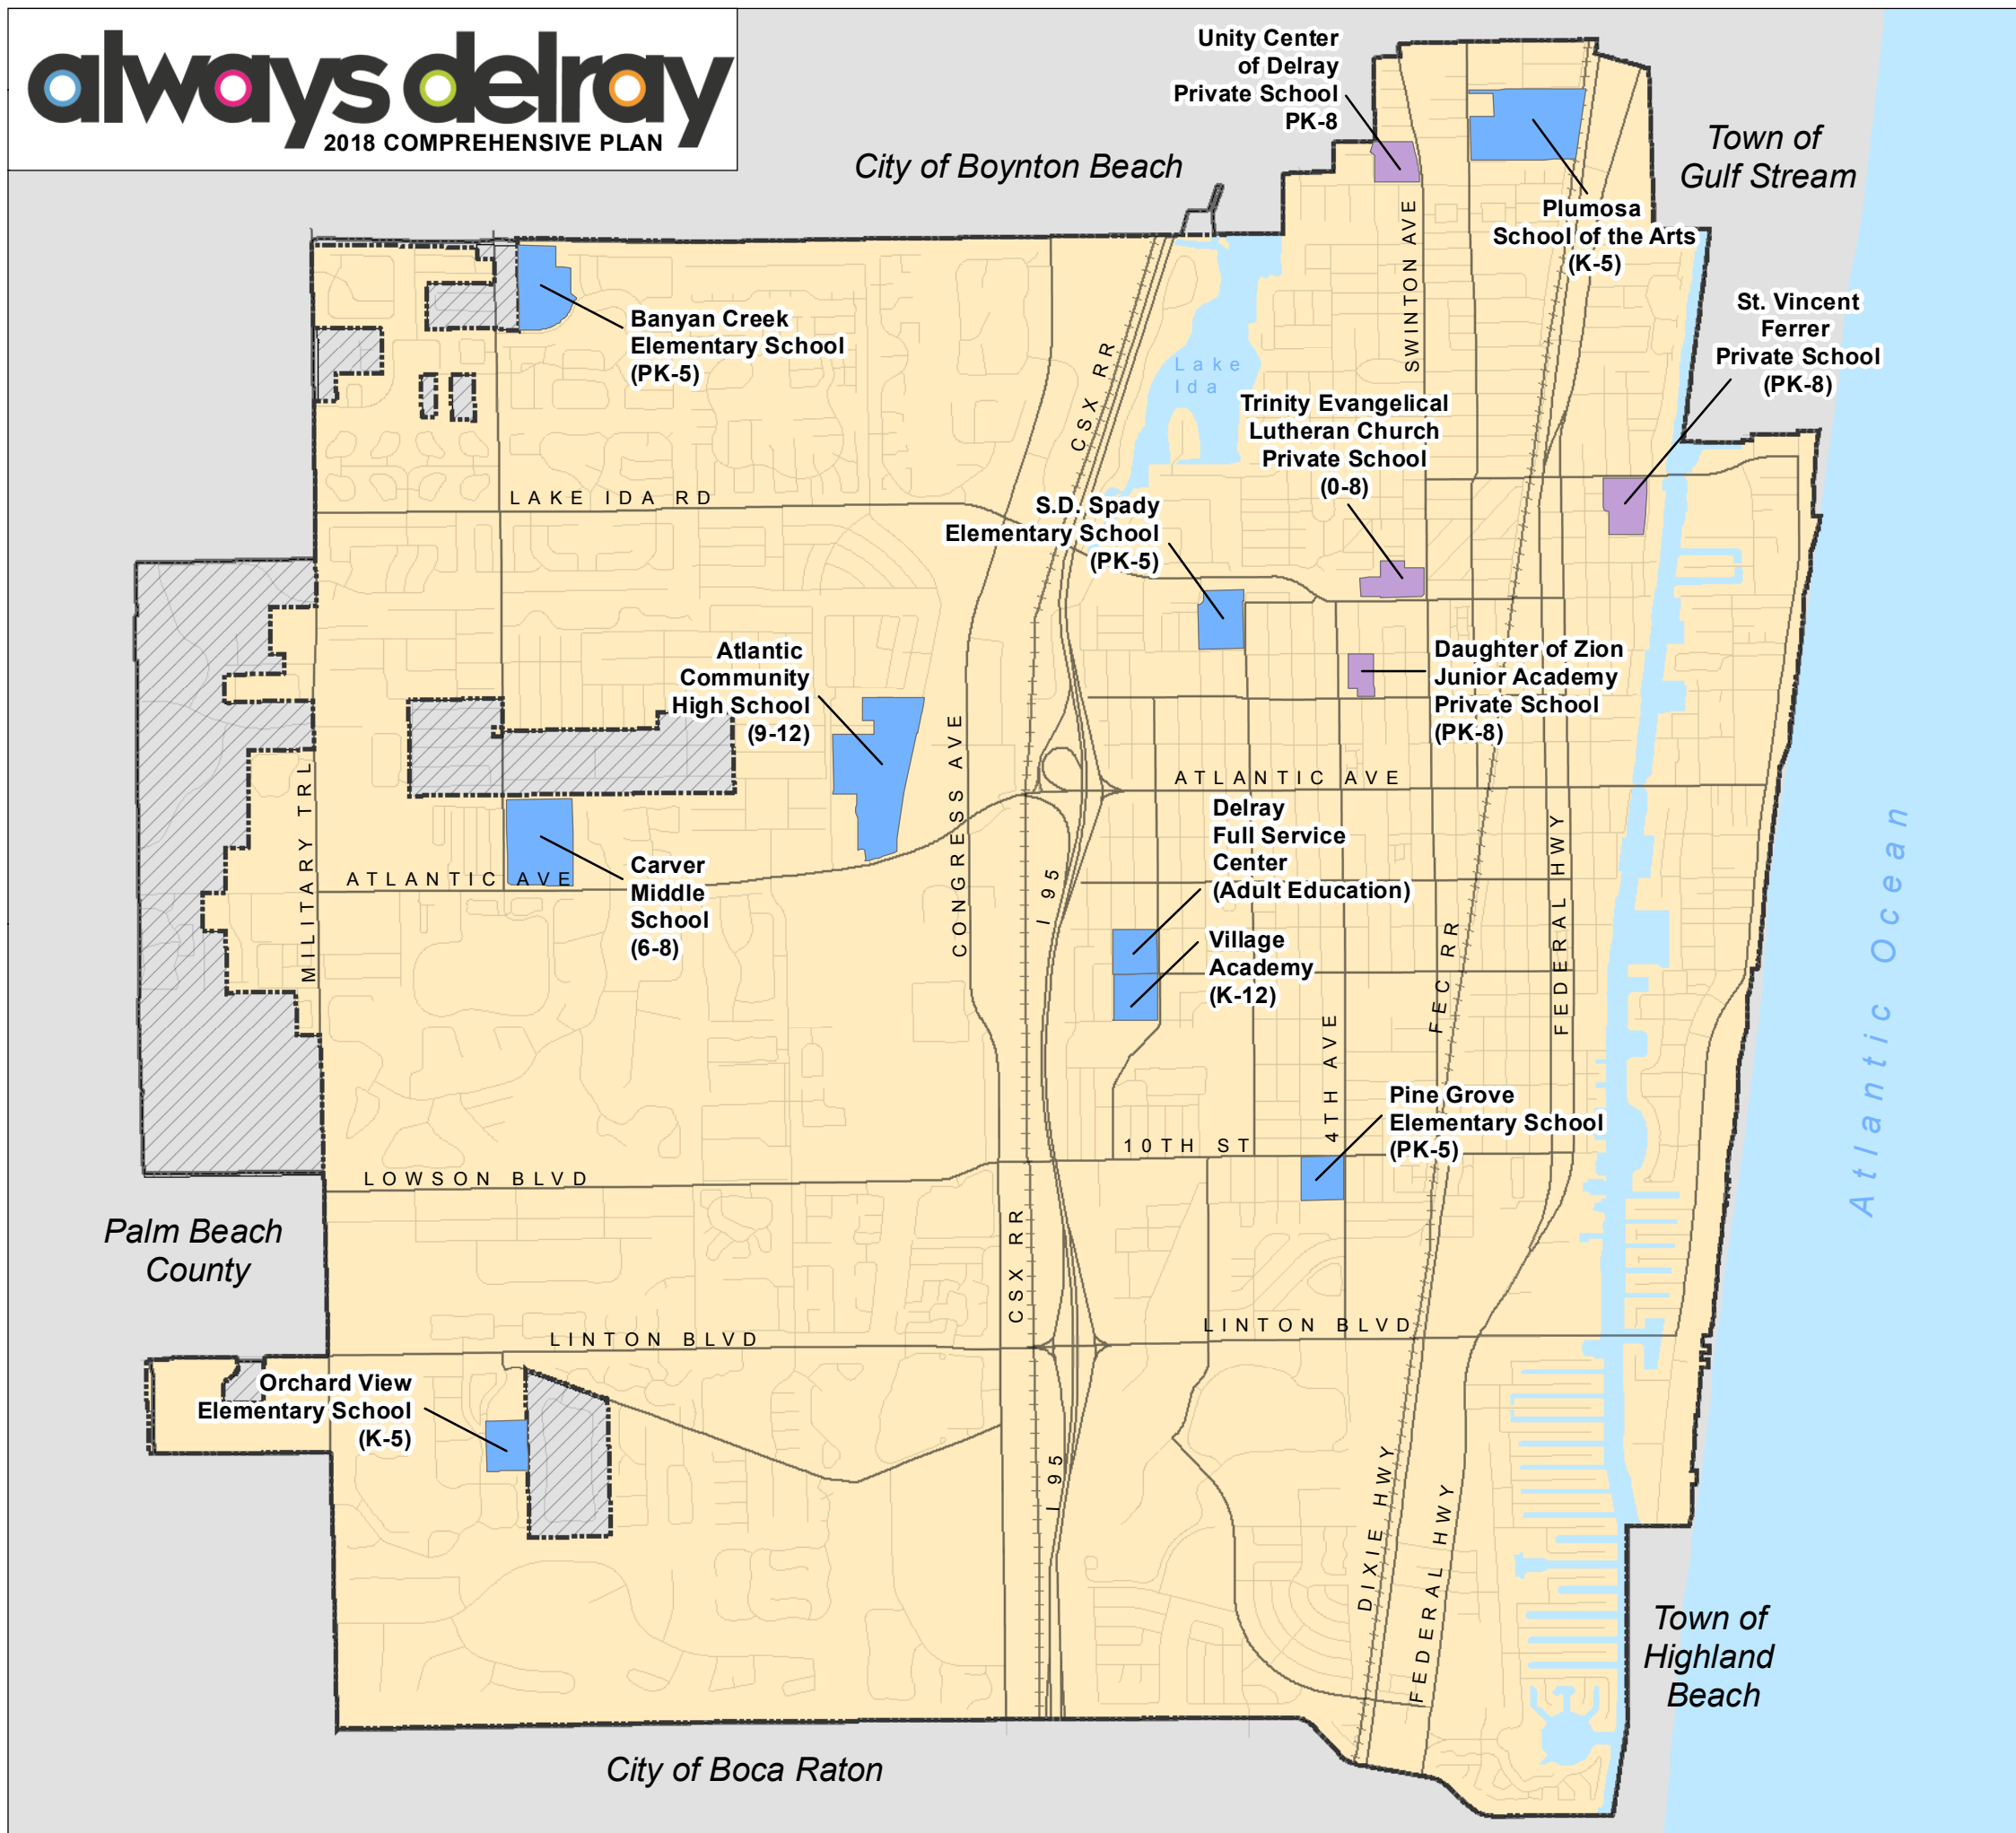 always delray
2018 COMPREHENSIVE PLAN
Unity Center
of Delray
Private School
PK-8
City of Boynton Beach
Town of
Gulf Stream
Plumosa
School of the Arts
(K-5)
SWINTON AVE
St. Vincent
Ferrer
Private School
(PK-8)
Banyan Creek
Elementary School
(PK-5)
CSX RR
Lake
Ida
Trinity Evangelical
Lutheran Church
Private School
(0-8)
LAKE IDA RD
S.D. Spady
Elementary School
(PK-5)
Atlantic
Community
High School
(9-12)
Daughter of Zion
Junior Academy
Private School
(PK-8)
MILITARY TRL
CONGRESS AVE
ATLANTIC AVE
Delray
Full Service
Center
(Adult Education)
ATLANTIC AVE
Carver
Middle
School
(6-8)
I 95
FEDERAL HWY
Atlantic Ocean
Village
Academy
(K-12)
FEC RR
4TH AVE
Pine Grove
Elementary School
(PK-5)
10TH ST
LOWSON BLVD
Palm Beach
County
CSX RR
LINTON BLVD
LINTON BLVD
Orchard View
Elementary School
(K-5)
I 95
DIXIE HWY
FEDERAL HWY
Town of
Highland
Beach
City of Boca Raton